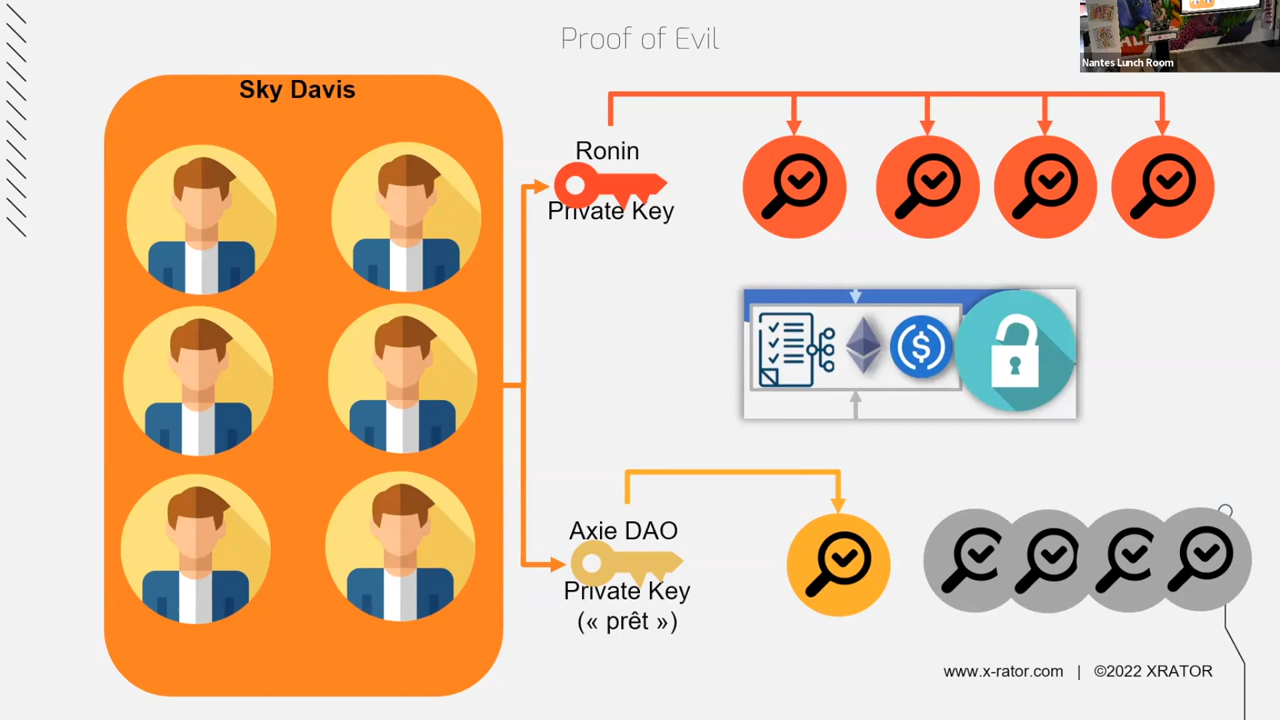 Proof of Evil
Nantes Lunch Room
Sky Davis
Ronin
Private Key
Axie DAO
Private Key
(« prêt »)
www.x-rator.com | ©2022 XRATOR